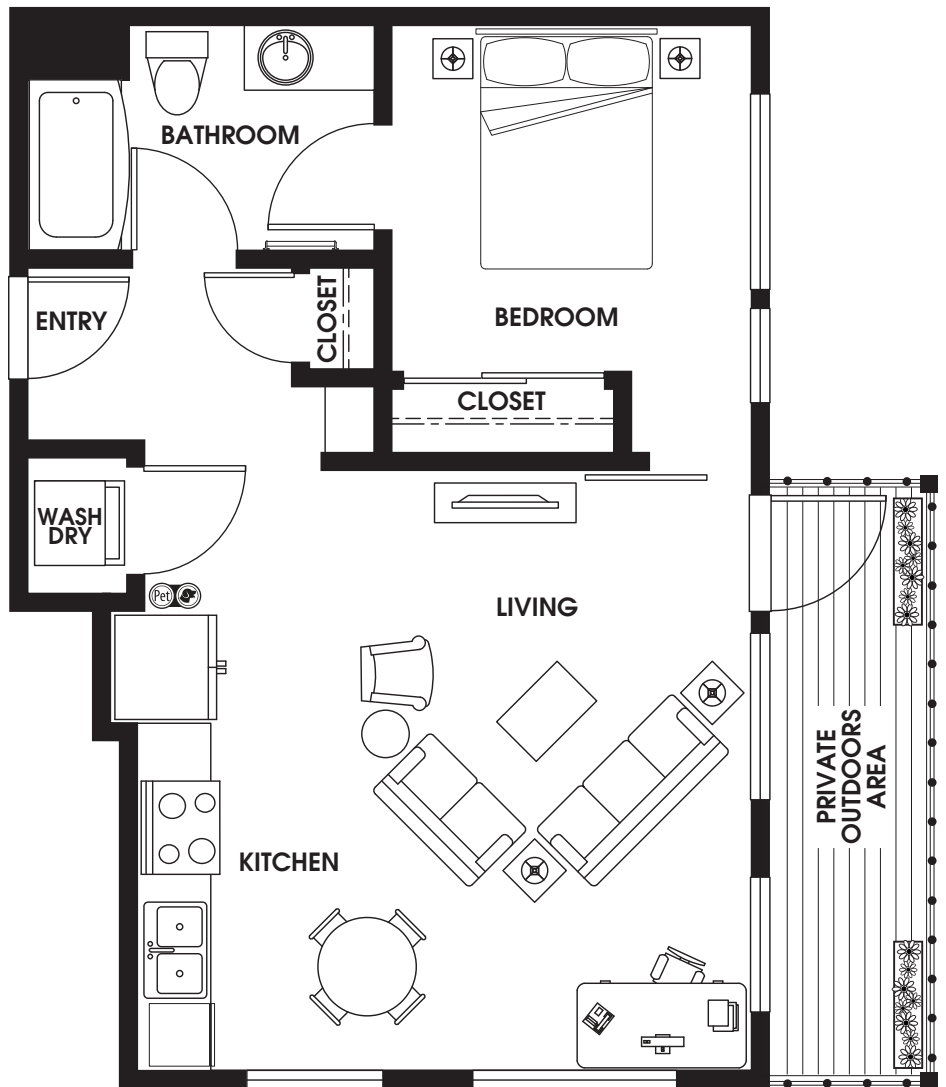 BATHROOM
ENTRY
CLOSET
BEDROOM
CLOSET
WASH
DRY
Pet
LIVING
PRIVATE
OUTDOORS
AREA
KITCHEN